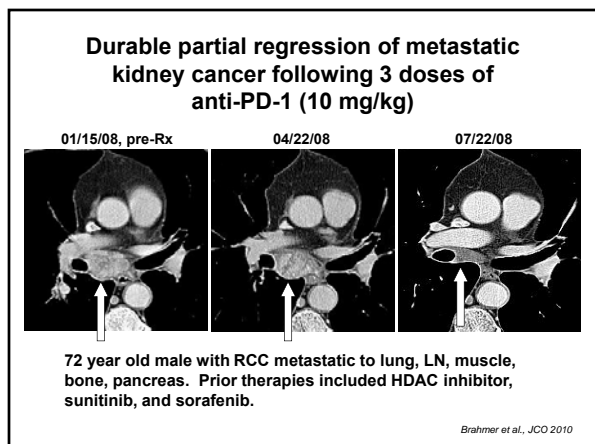 Durable partial regression of metastatic
kidney cancer following 3 doses of
anti-PD-1 (10 mg/kg)
01/15/08, pre-Rx 04/22/08 07/22/08
72 year old male with RCC metastatic to lung, LN, muscle,
bone, pancreas.  Prior therapies included HDAC inhibitor,
sunitinib, and sorafenib.
Brahmer et al., JCO 2010